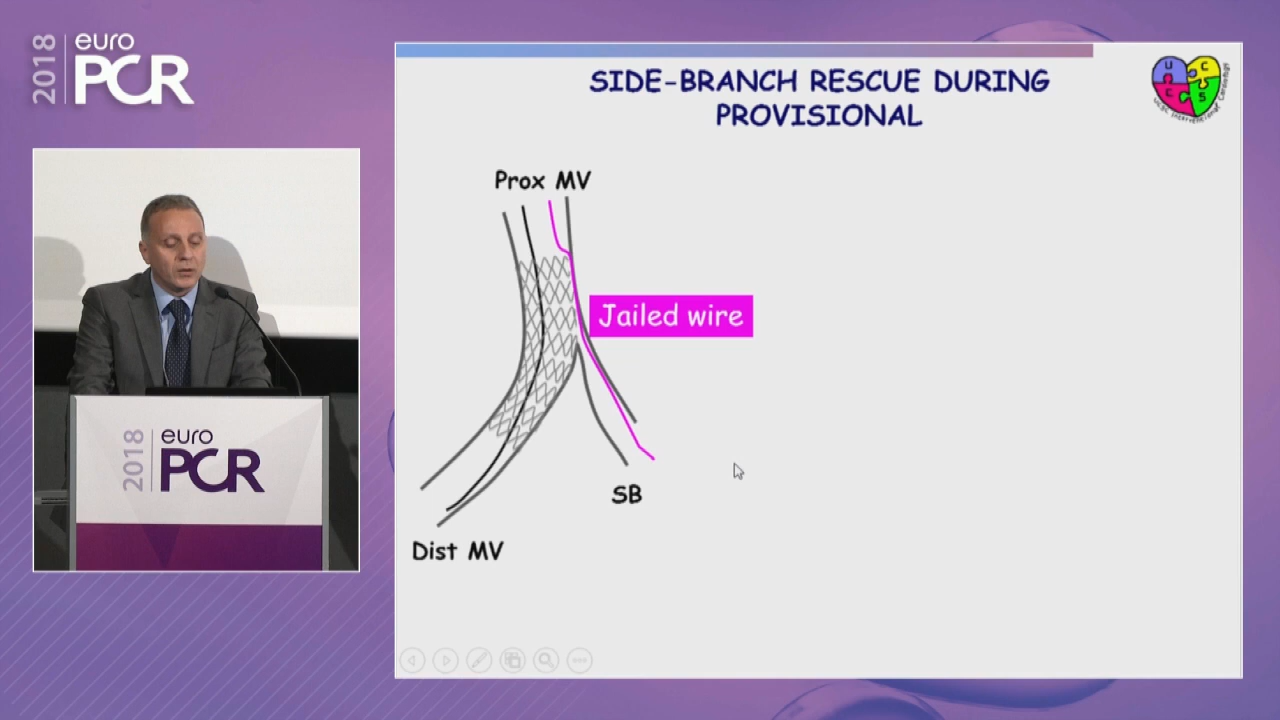 2018
euro
PCR
SIDE-BRANCH RESCUE DURING
PROVISIONAL
U
C
C
S
Prox MV
Jailed wire
SB
Dist MV
2018
euro
PCR